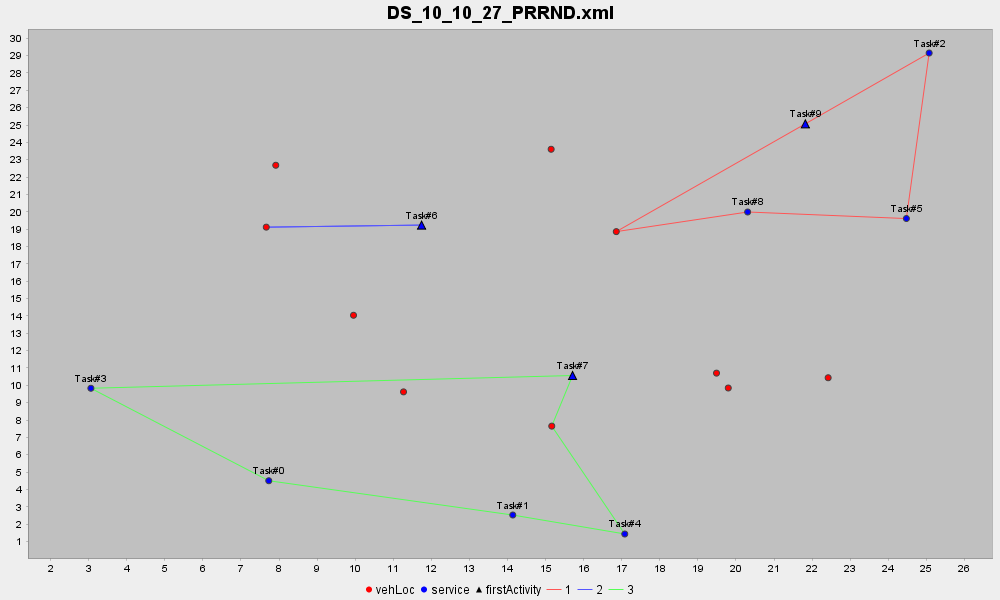 DS_10_10_27_PRRND.xml
30
29
28
27
26
25
24
23
22
21
20
19
18
17
16
15
14
13
12
11
10
9
8
7
6
5
4
3
2
1
Task#2
Task#9
Task#8
Task#5
Task#6
Task#7
Task#3
Task#0
Task#1
Task#4
2 3 4 5 6 7 8 9 10 11 12 13 14 15 16 17 18 19 20 21 22 23 24 25 26
vehLoc service firstActivity 1 2 3